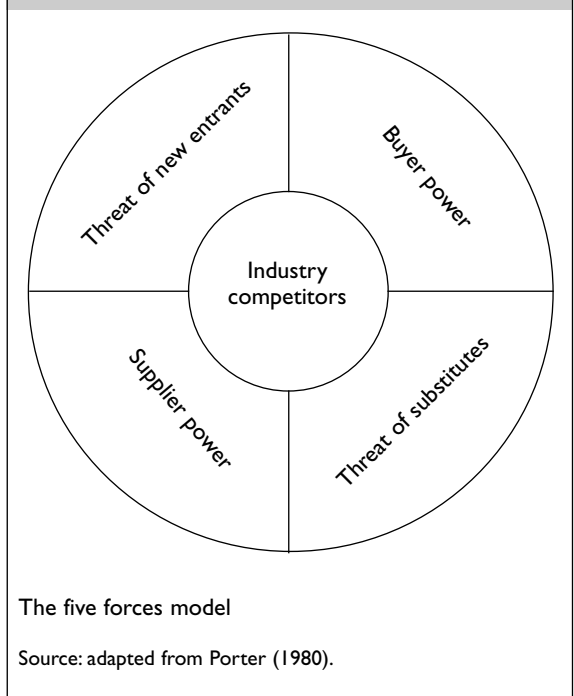 Threat of new entrants
Buyer power
Industry
competitors
Supplier power
Threat of substitutes
The five forces model
Source: adapted from Porter (1980).